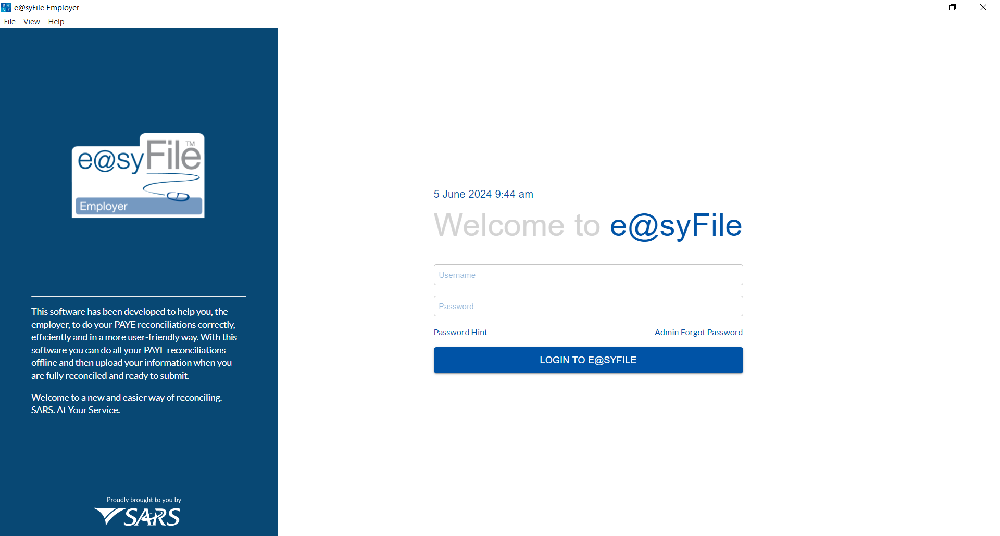 e@syFile Employer
File View Help
e@syFile™
Employer
This software has been developed to help you, the
employer, to do your PAYE reconciliations correctly,
efficiently and in a more user-friendly way. With this
software you can do all your PAYE reconciliations
offline and then upload your information when you
are fully reconciled and ready to submit.
Welcome to a new and easier way of reconciling.
SARS. At Your Service.
Proudly brought to you by
SARS
5 June 2024 9:44 am
Welcome to e@syFile
Username
Password
Password Hint Admin Forgot Password
LOGIN TO E@SYFILE